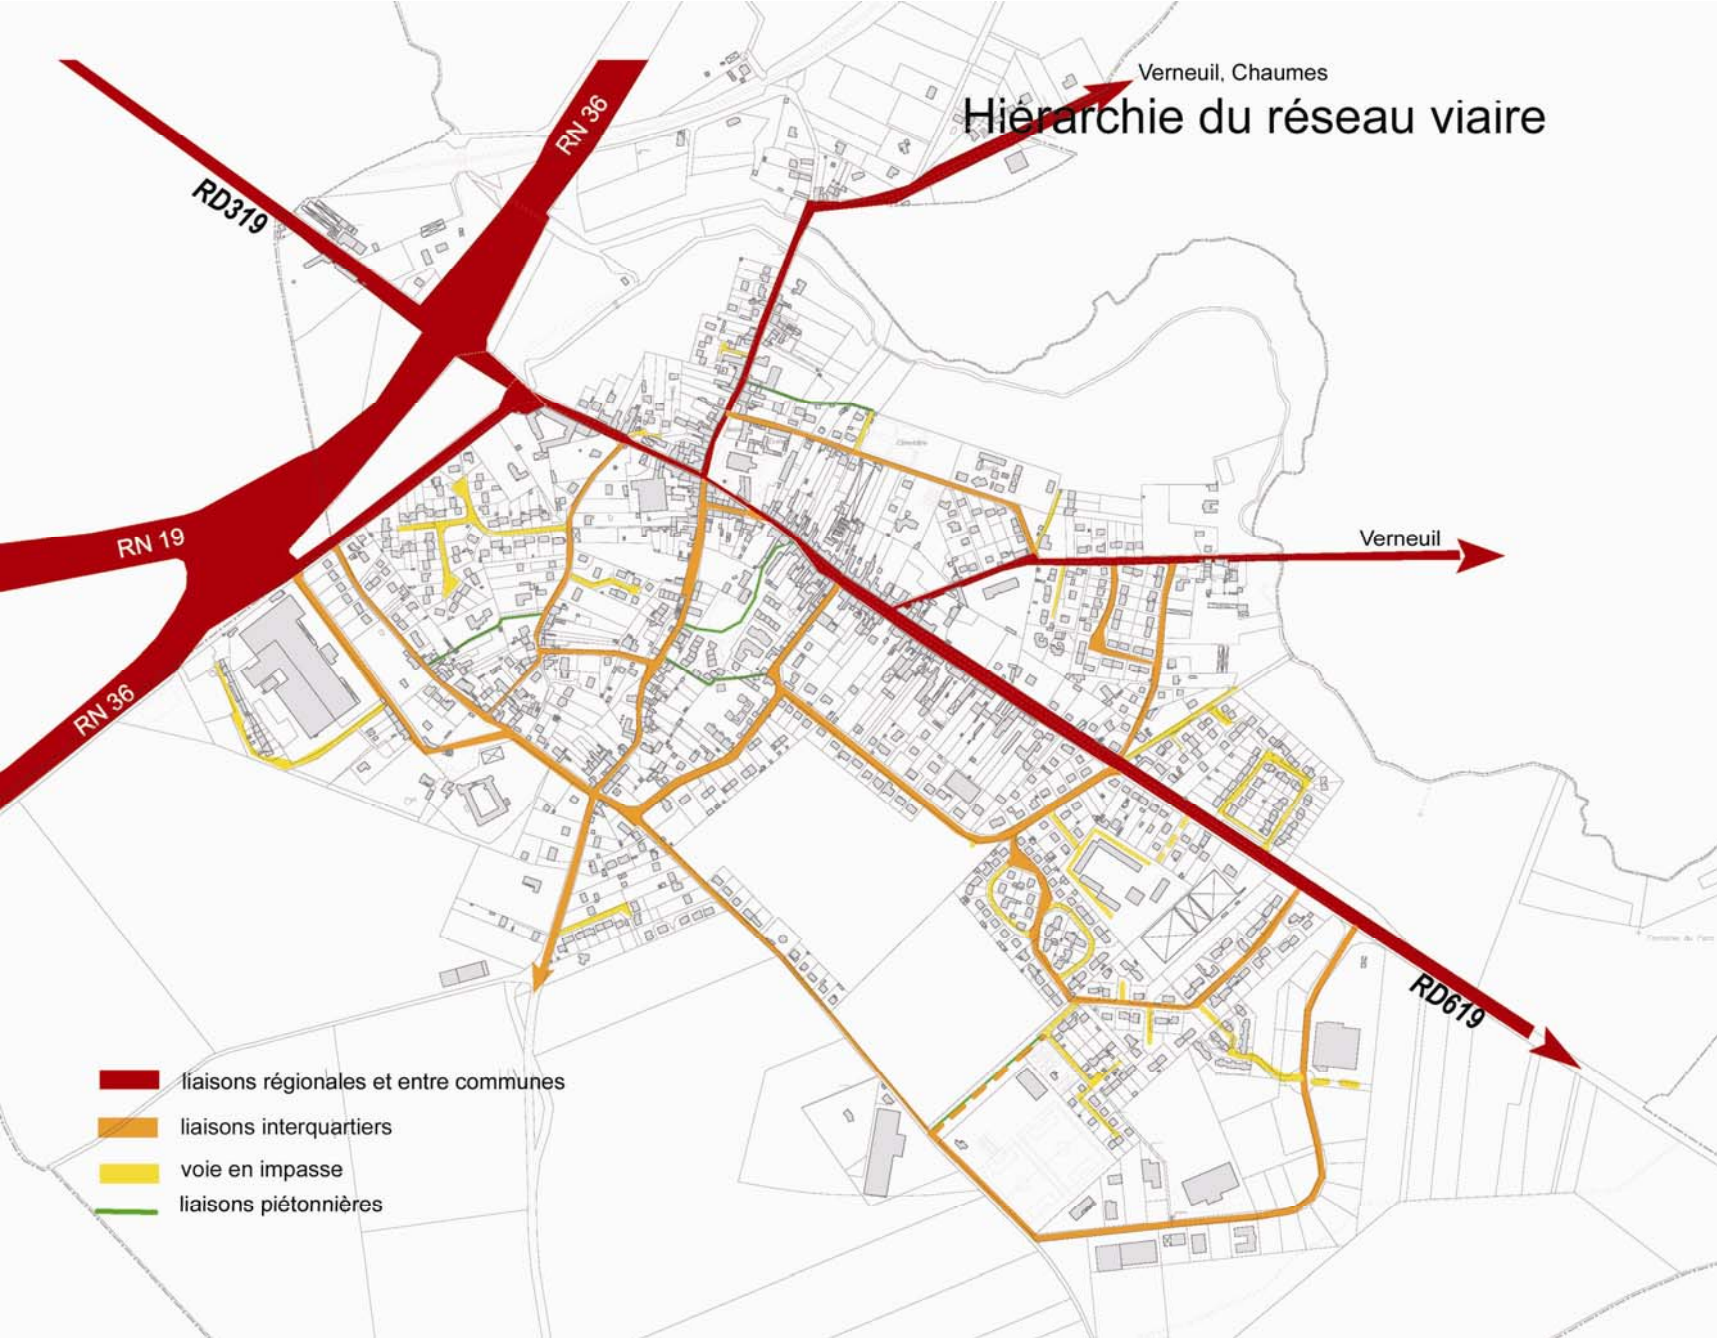 Verneuil, Chaumes
Hiérarchie du réseau viaire
RN 36
RD319
RN 19
Verneuil
RN 36
RD619
liaisons régionales et entre communes
liaisons interquartiers
voie en impasse
liaisons piétonnières